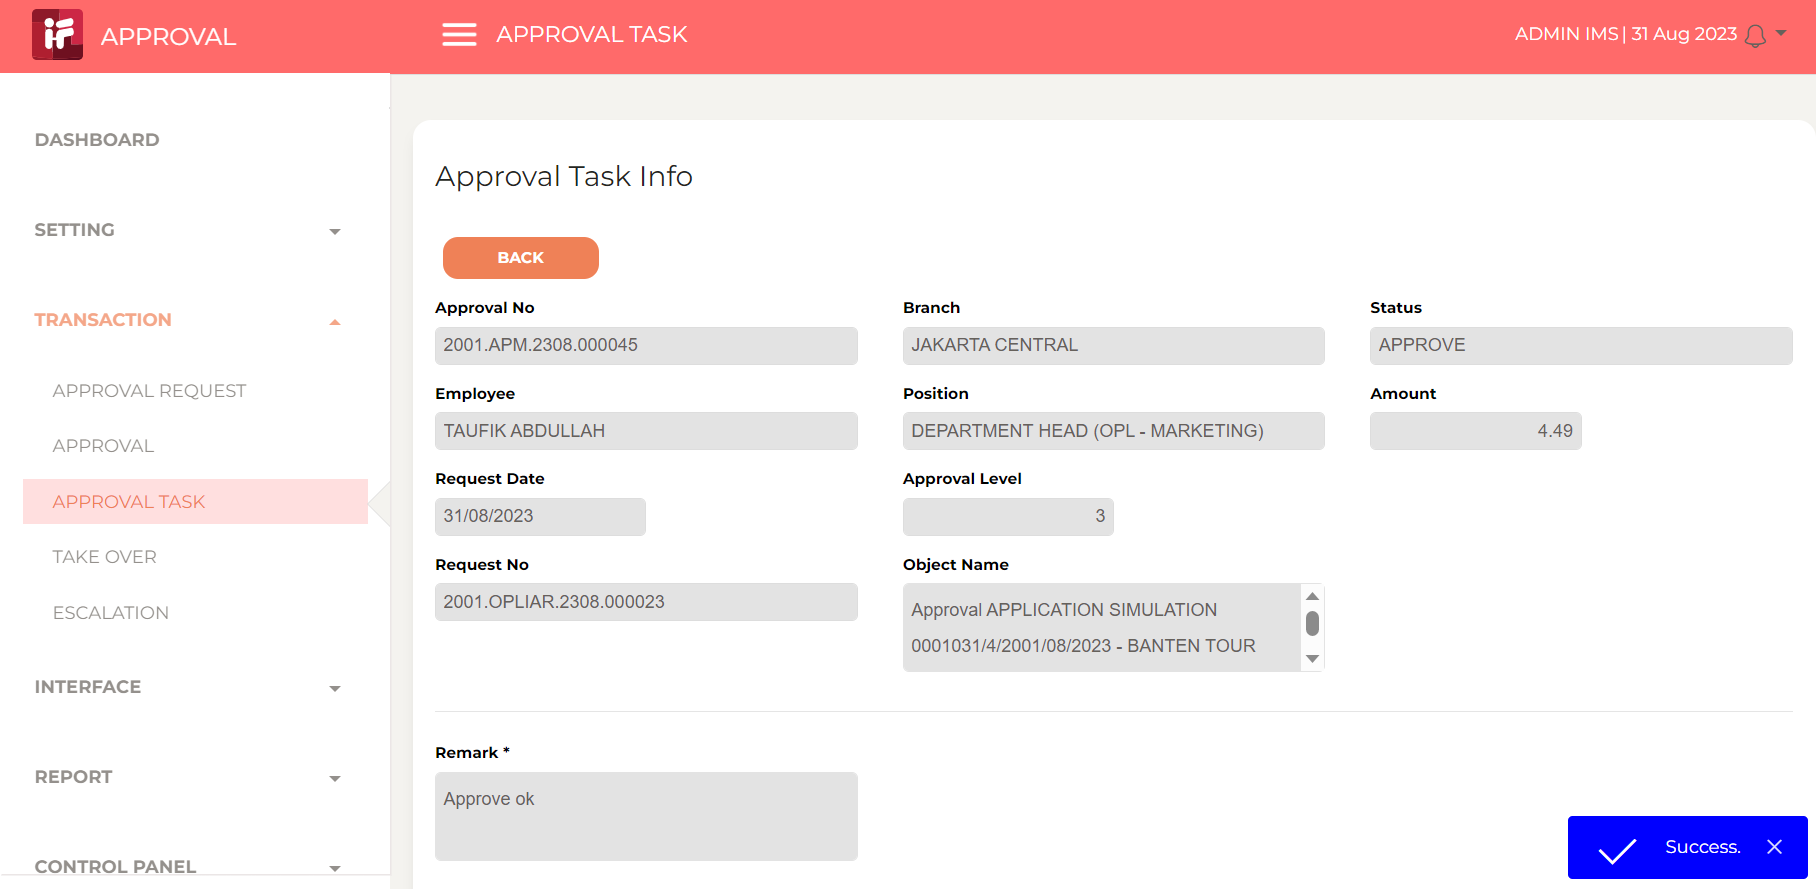 iF APPROVAL
APPROVAL TASK
ADMIN IMS | 31 Aug 2023
DASHBOARD
SETTING
TRANSACTION
APPROVAL REQUEST
APPROVAL
APPROVAL TASK
TAKE OVER
ESCALATION
INTERFACE
REPORT
CONTROL PANEL
Approval Task Info
BACK
Approval No
2001.APM.2308.000045
Branch
JAKARTA CENTRAL
Status
APPROVE
Employee
TAUFIK ABDULLAH
Position
DEPARTMENT HEAD (OPL - MARKETING)
Amount
4.49
Request Date
31/08/2023
Approval Level
3
Request No
2001.OPLIAR.2308.000023
Object Name
Approval APPLICATION SIMULATION
0001031/4/2001/08/2023 - BANTEN TOUR
Remark *
Approve ok
Success.